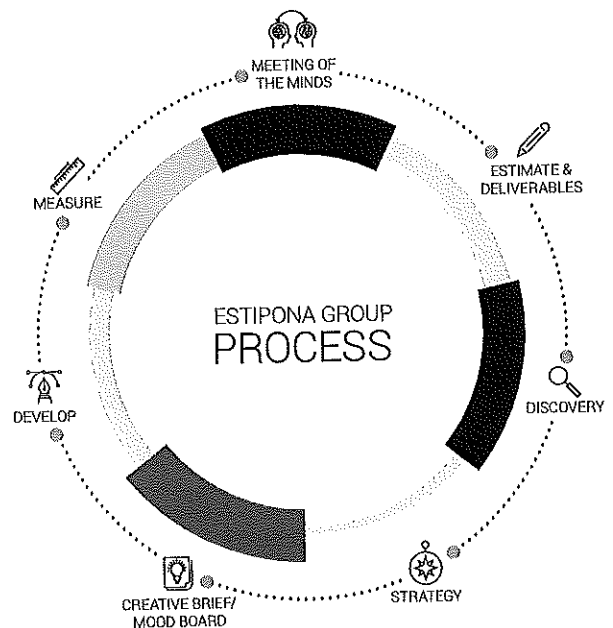 MEETING OF
THE MINDS
ESTIMATE &
DELIVERABLES
MEASURE
ESTIPONA GROUP
PROCESS
DISCOVERY
DEVELOP
STRATEGY
CREATIVE BRIEF/
MOOD BOARD